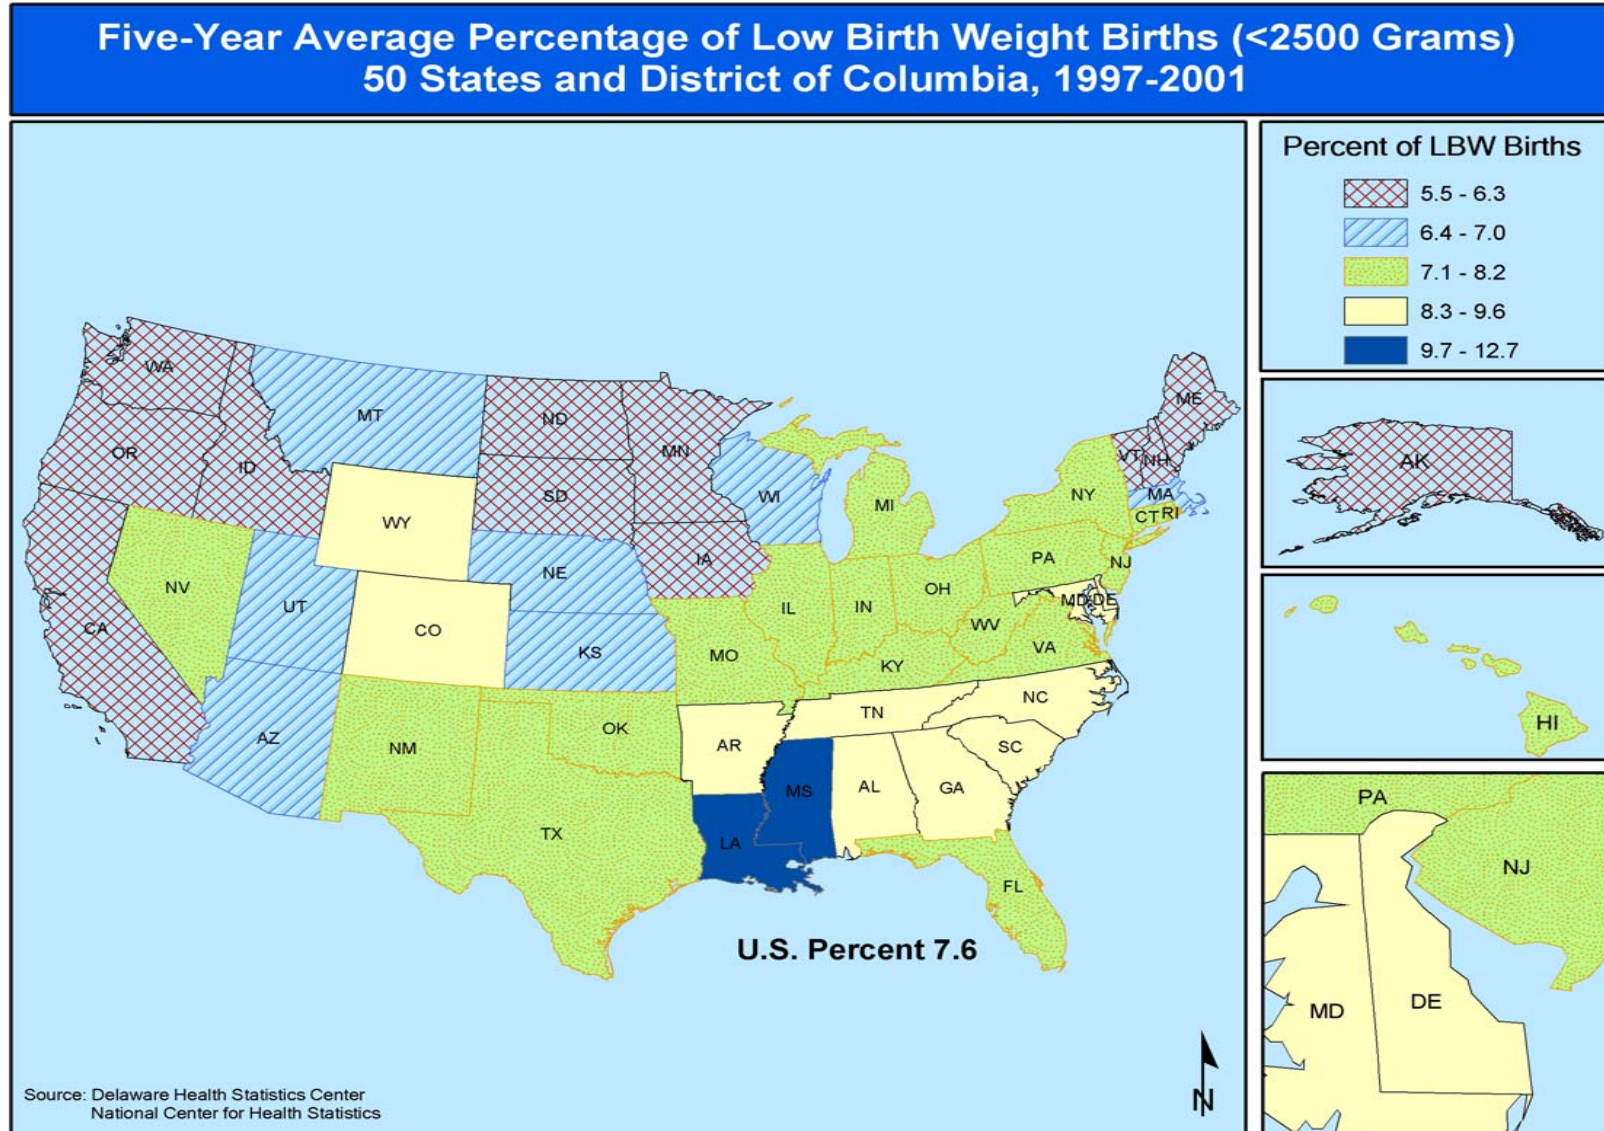 Five-Year Average Percentage of Low Birth Weight Births (<2500 Grams)
50 States and District of Columbia, 1997-2001
Percent of LBW Births
5.5 - 6.3
6.4 - 7.0
7.1 - 8.2
8.3 - 9.6
9.7 - 12.7
WA
MT
ND
MN
ME
OR
ID
SD
WI
VT
NH
WY
MI
NY
MA
CT
RI
NV
UT
NE
IA
PA
NJ
CA
CO
KS
IL
IN
OH
MD
DE
WV
VA
MO
KY
AZ
NM
OK
TN
NC
AR
SC
MS
AL
GA
TX
LA
FL
U.S. Percent 7.6
AK
HI
PA
NJ
MD
DE
N
Source: Delaware Health Statistics Center
National Center for Health Statistics